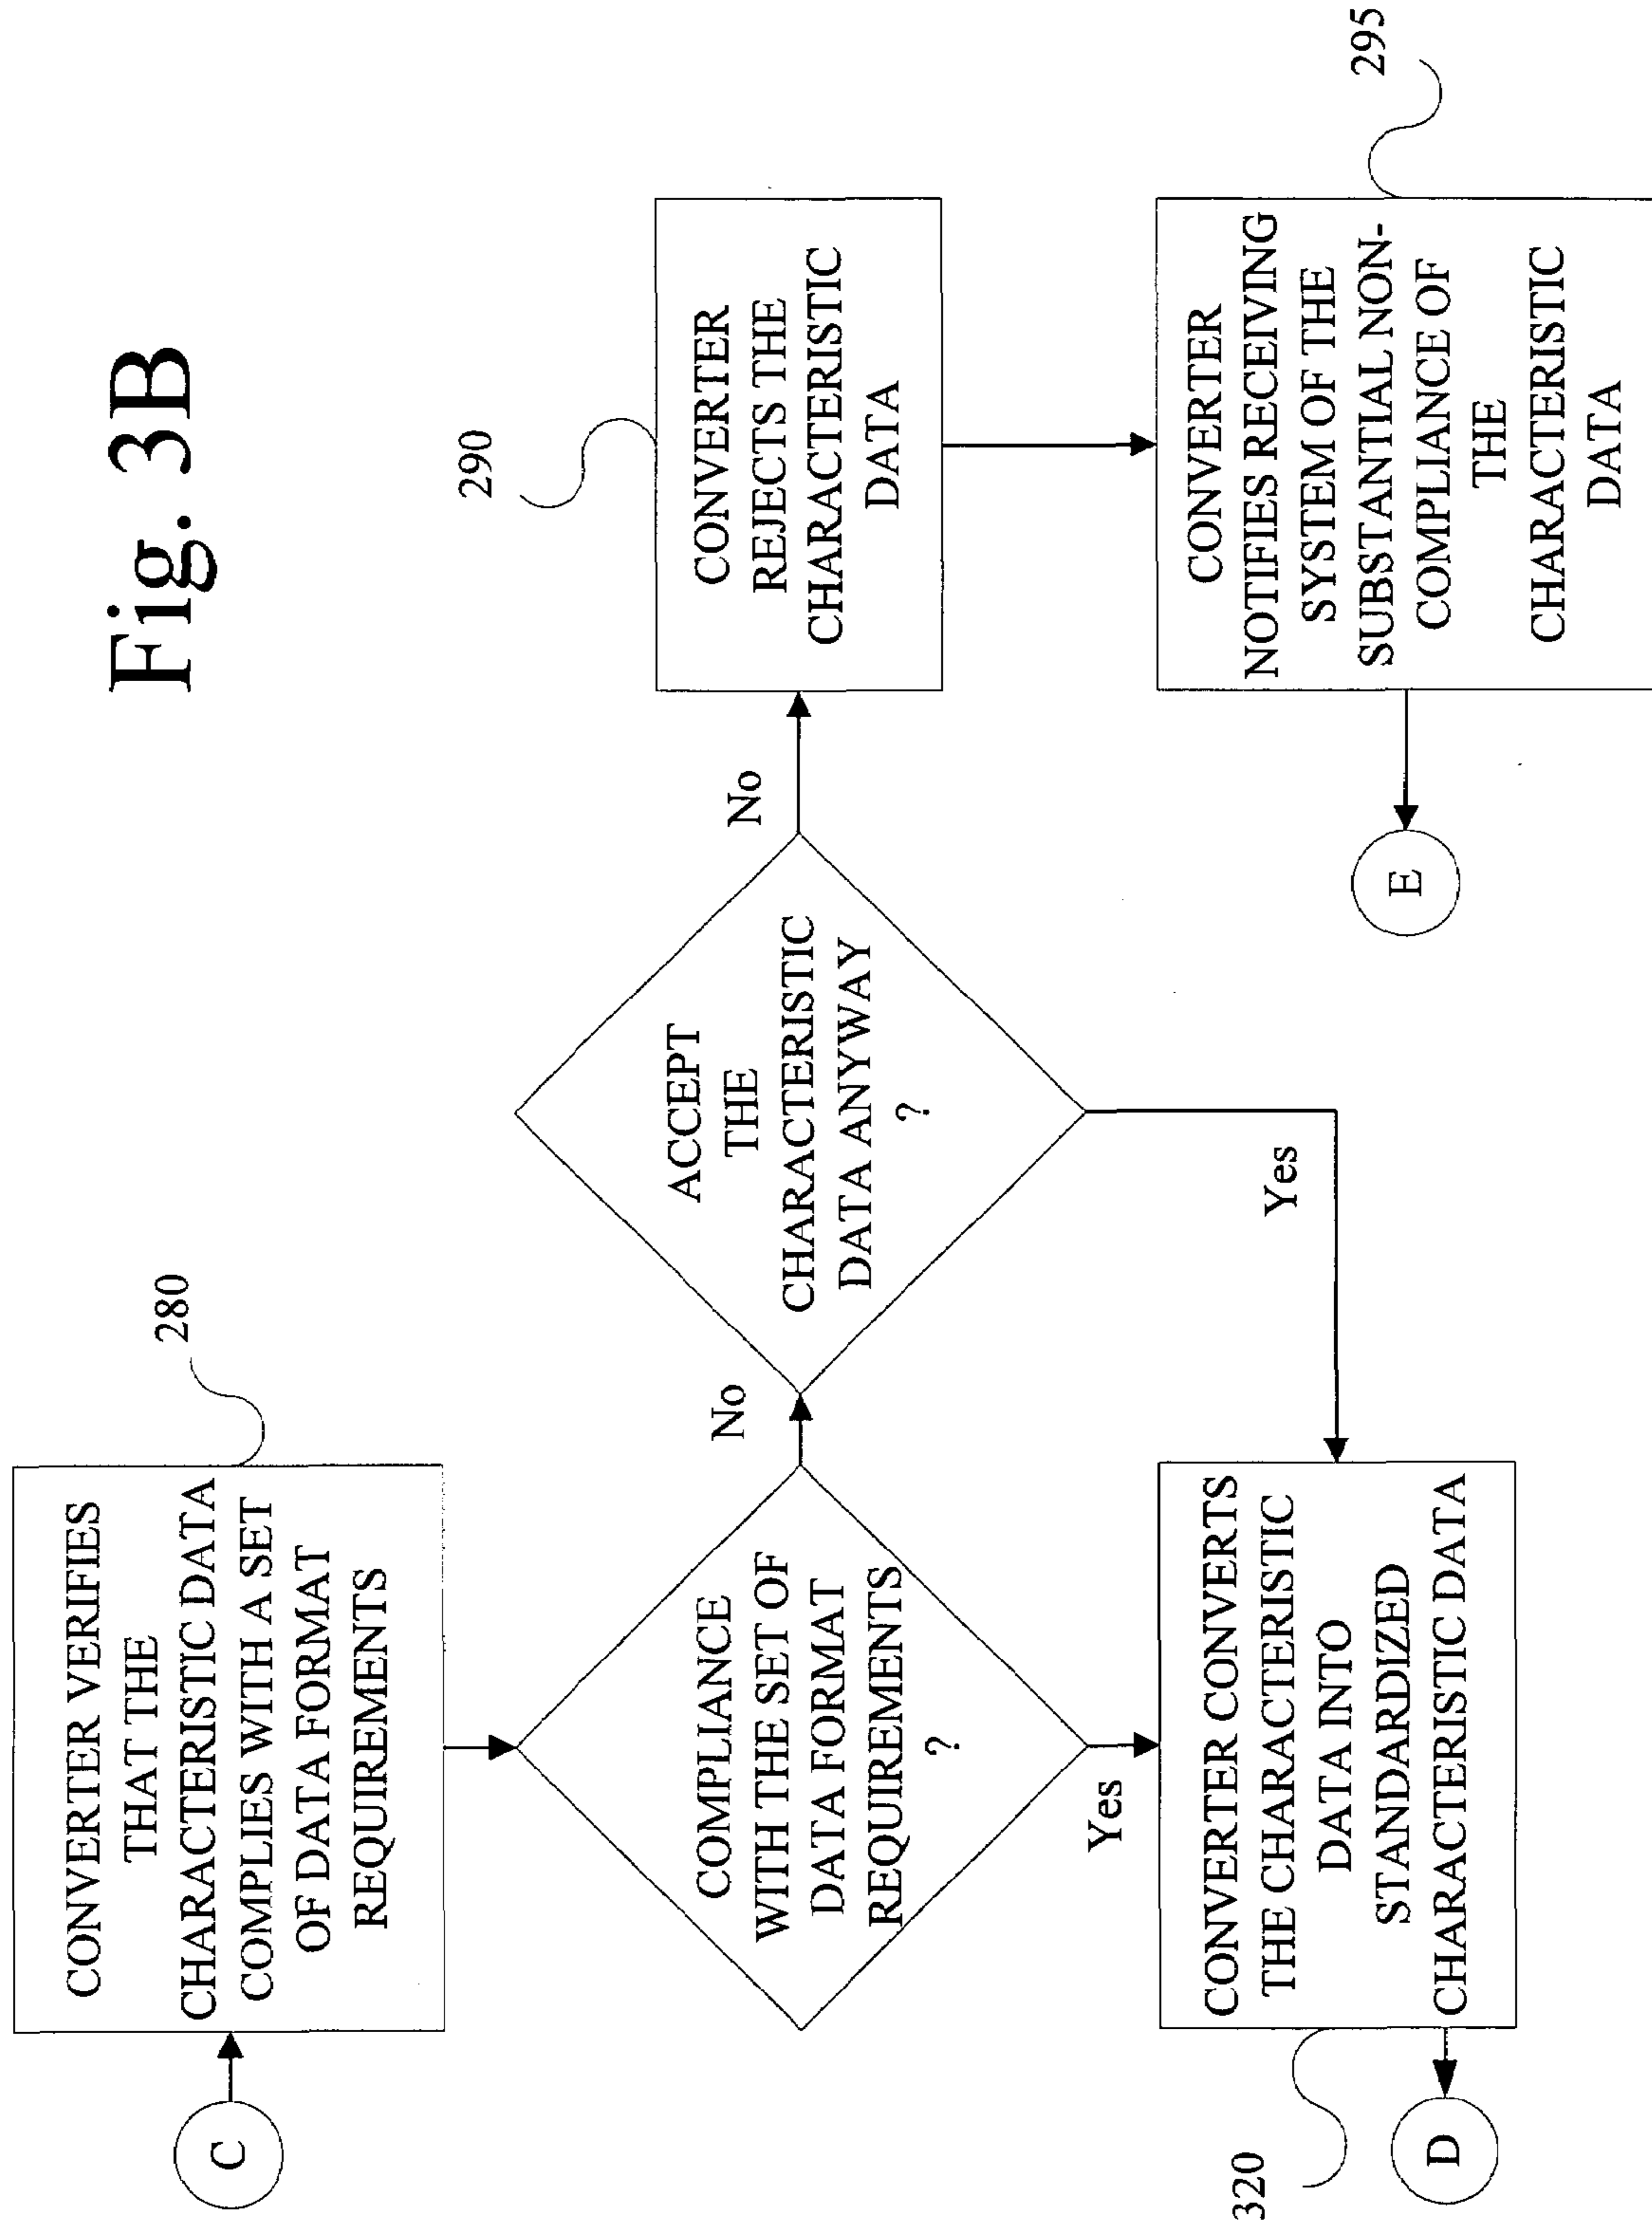 Fig. 3B
C
CONVERTER VERIFIES
THAT THE
CHARACTERISTIC DATA
COMPLIES WITH A SET
OF DATA FORMAT
REQUIREMENTS
280
COMPLIANCE
WITH THE SET OF
DATA FORMAT
REQUIREMENTS
?
No
Yes
ACCEPT
THE
CHARACTERISTIC
DATA ANYWAY
?
No
Yes
290
CONVERTER
REJECTS THE
CHARACTERISTIC
DATA
320
CONVERTER CONVERTS
THE CHARACTERISTIC
DATA INTO
STANDARDIZED
CHARACTERISTIC DATA
D
CONVERTER
NOTIFIES RECEIVING
SYSTEM OF THE
SUBSTANTIAL NON-
COMPLIANCE OF
THE
CHARACTERISTIC
DATA
295
E